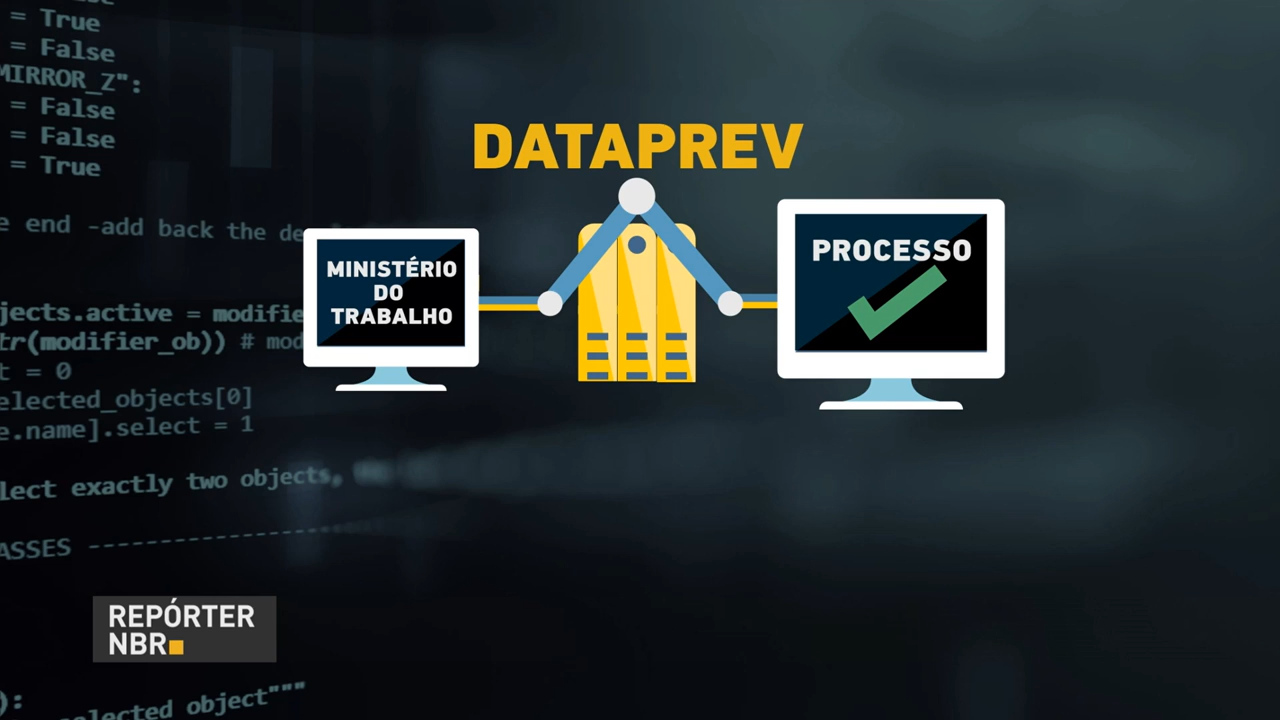 = True
= False
MIRROR_Z":
= False
= False
= True
end -add back the
DATAPREV
MINISTÉRIO
DO
TRABALHO
PROCESSO
jects.active = modifie
tr(modifier_ob)) # mod
t = 0
elected_objects[0]
e.name].select = 1
lect exactly two objects,
ASSES ----------------
REPÓRTER
NBR
):
elected object"""